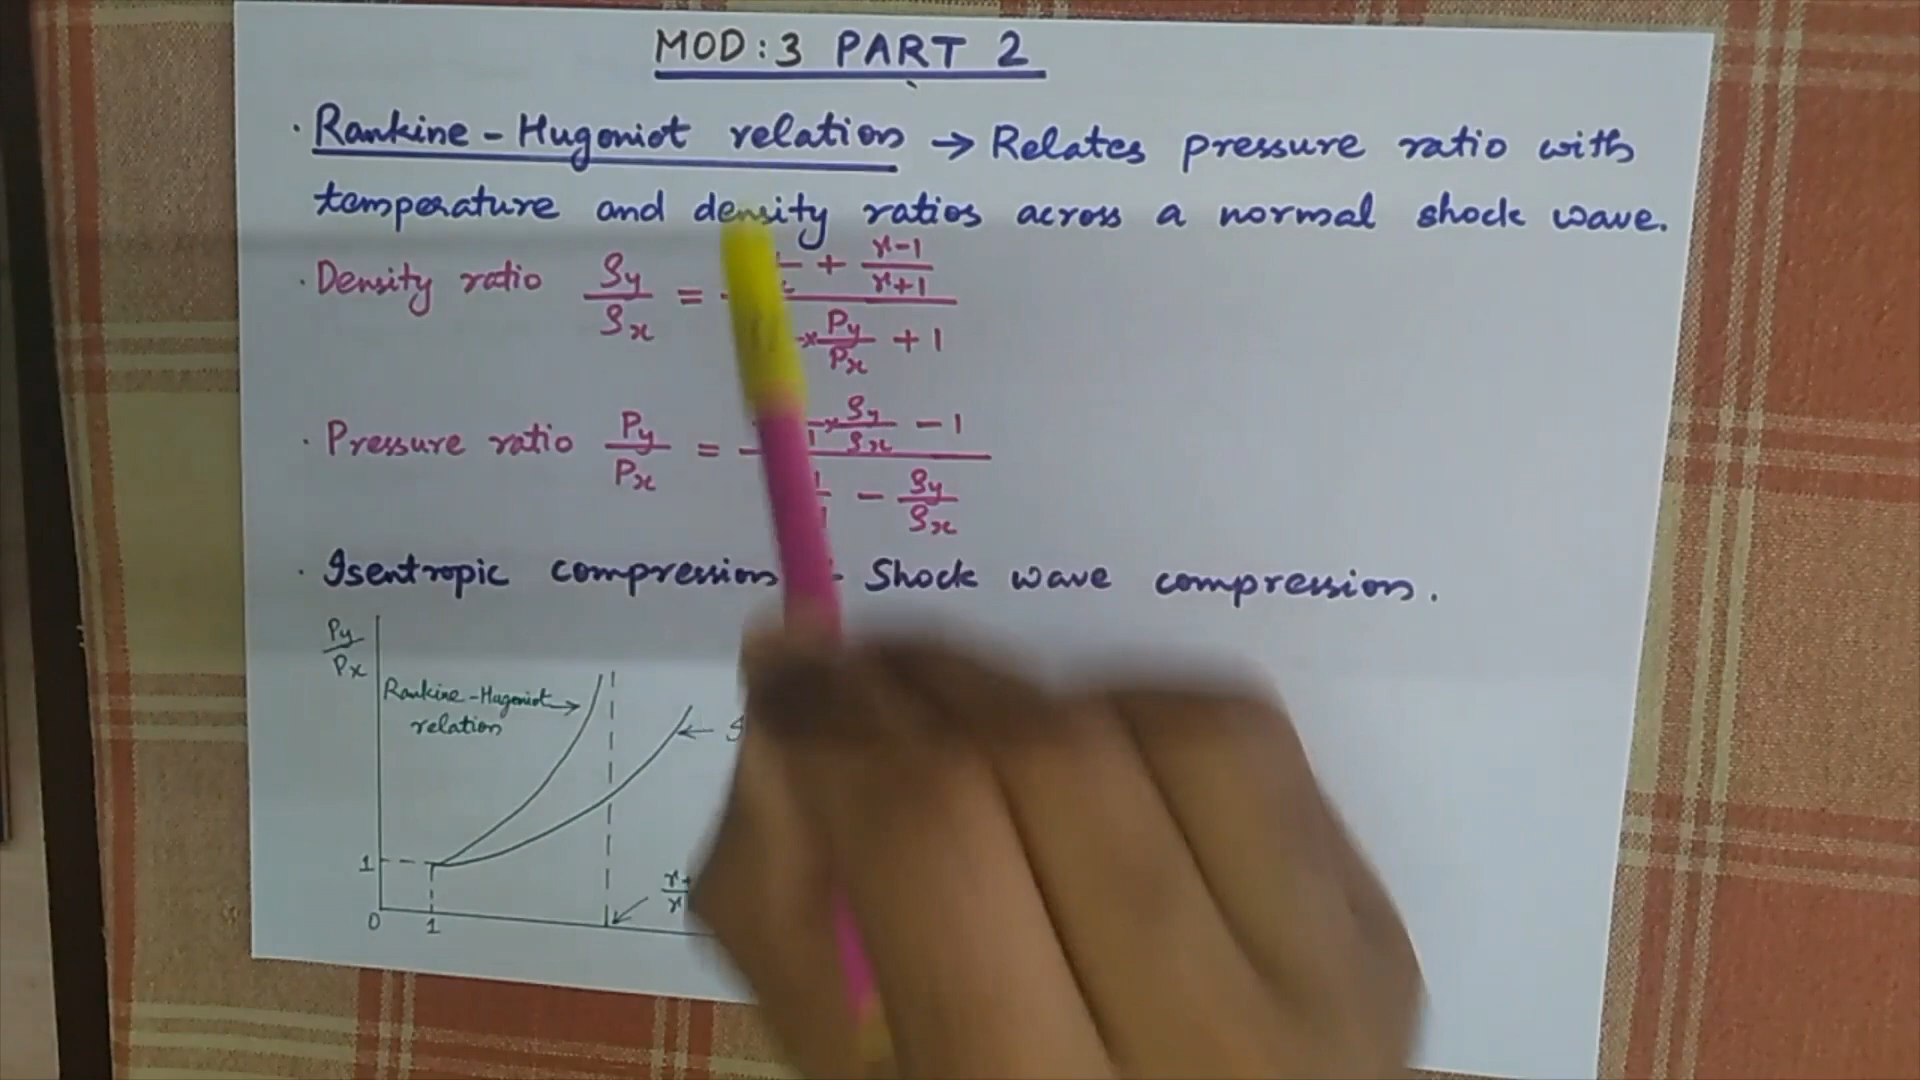 MOD:3 PART 2
· Rankine-Hugoniot relation → Relates pressure ratio with
temperature and density ratios across a normal shock wave.
· Density ratio ρy/ρx = + γ-1/γ+1
× Py/Px + 1
· Pressure ratio Py/Px = × ρy/ρx - 1
- ρy/ρx
· Isentropic compression Shock wave compression.
Py/Px
Rankine-Hugoniot →
relation
←
1
0 1